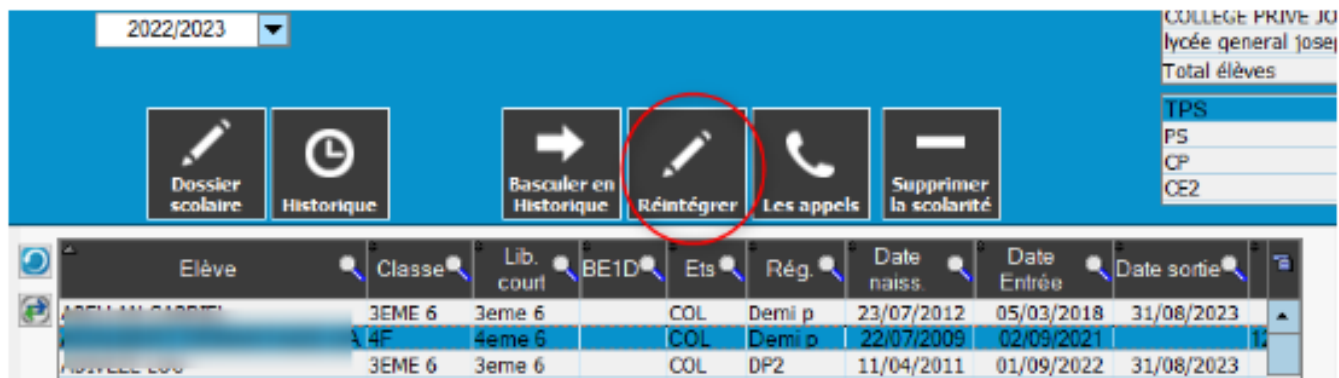 COLLEGE PRIVE JO
2022/2023
lycée general josep
Total élèves
TPS
PS
CP
CE2
Dossier scolaire
Historique
Basculer en Historique
Réintégrer
Les appels
Supprimer la scolarité
Elève Classe Lib. court BE1D Ets Rég. Date naiss. Date Entrée Date sortie
3EME 6 3eme 6 COL Demi p 23/07/2012 05/03/2018 31/08/2023
A 4F 4eme 6 COL Demi p 22/07/2009 02/09/2021 12
3EME 6 3eme 6 COL DP2 11/04/2011 01/09/2022 31/08/2023